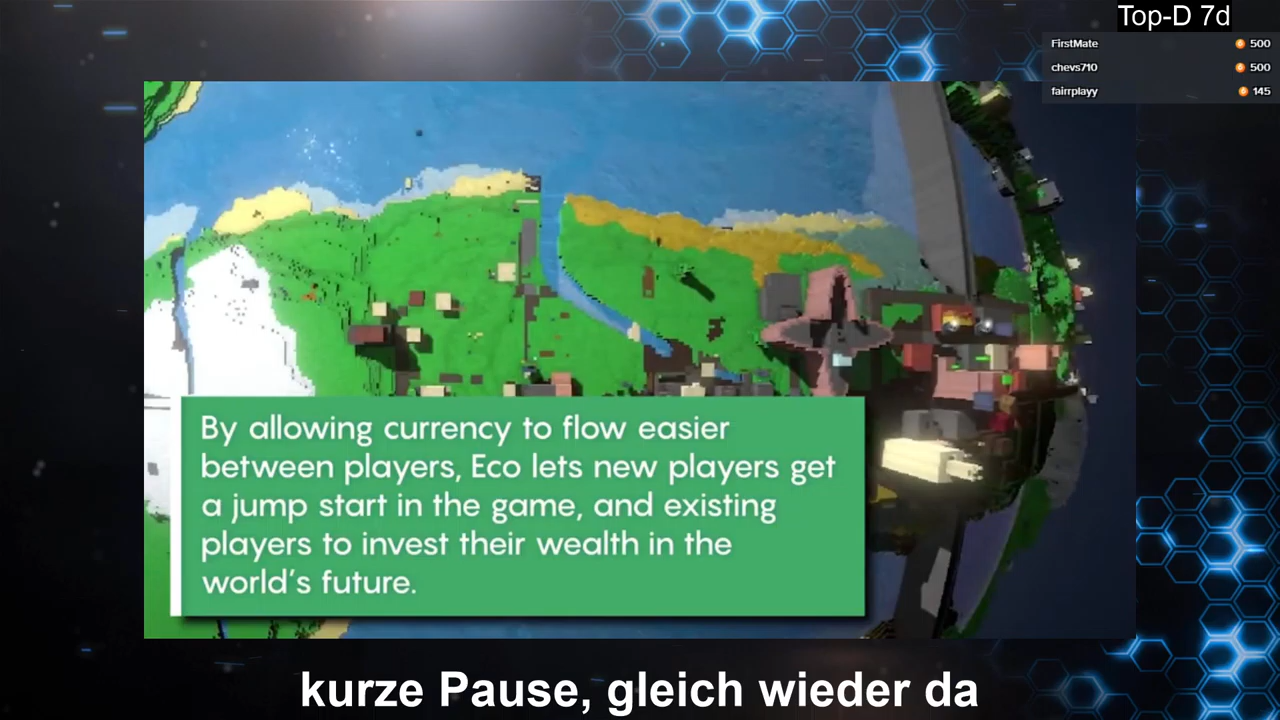 Top-D 7d
FirstMate 500
chevs710 500
fairrplayy 145
By allowing currency to flow easier
between players, Eco lets new players get
a jump start in the game, and existing
players to invest their wealth in the
world's future.
kurze Pause, gleich wieder da